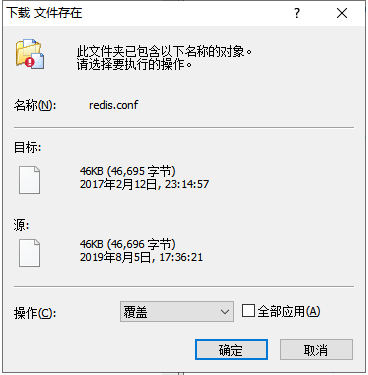 下载 文件存在
此文件夹已包含以下名称的对象。
请选择要执行的操作。
名称(N): redis.conf
目标:
46KB (46,695 字节)
2017年2月12日, 23:14:57
源:
46KB (46,696 字节)
2019年8月5日, 17:36:21
操作(C): 覆盖 全部应用(A)
确定 取消